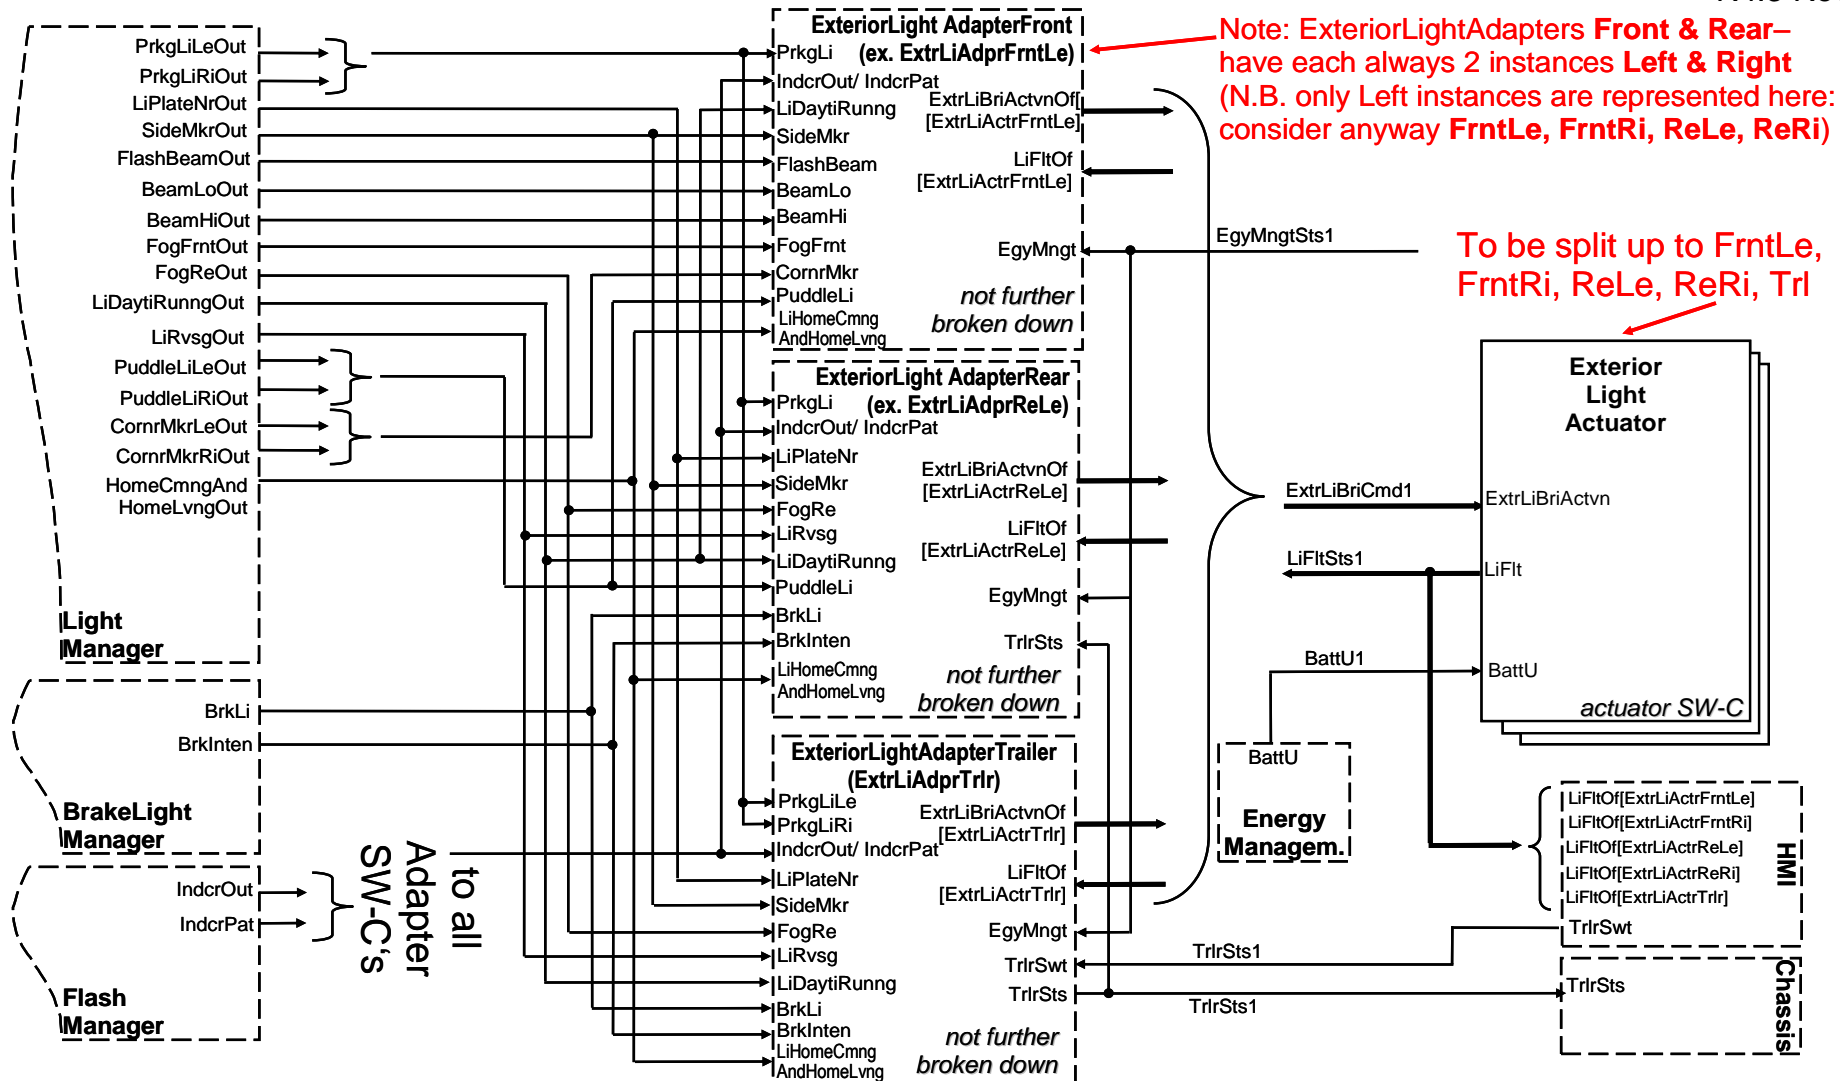 PrkgLiLeOut
PrkgLiRiOut
LiPlateNrOut
SideMkrOut
FlashBeamOut
BeamLoOut
BeamHiOut
FogFrntOut
FogReOut
LiDaytiRunngOut
LiRvsgOut
PuddleLiLeOut
PuddleLiRiOut
CornrMkrLeOut
CornrMkrRiOut
HomeCmngAnd
HomeLvngOut
Light
Manager
BrkLi
BrkInten
BrakeLight
Manager
IndcrOut
IndcrPat
Flash
Manager
to all
Adapter
SW-C's
ExteriorLight AdapterFront
(ex. ExtrLiAdprFrntLe)
PrkgLi
IndcrOut/ IndcrPat
LiDaytiRunng
SideMkr
FlashBeam
BeamLo
BeamHi
FogFrnt
CornrMkr
PuddleLi
LiHomeCmng
AndHomeLvng
ExtrLiBriActvnOf[
[ExtrLiActrFrntLe]
LiFltOf
[ExtrLiActrFrntLe]
EgyMngt
not further
broken down
ExteriorLight AdapterRear
(ex. ExtrLiAdprReLe)
PrkgLi
IndcrOut/ IndcrPat
LiPlateNr
SideMkr
FogRe
LiRvsg
LiDaytiRunng
PuddleLi
BrkLi
BrkInten
LiHomeCmng
AndHomeLvng
ExtrLiBriActvnOf
[ExtrLiActrReLe]
LiFltOf
[ExtrLiActrReLe]
EgyMngt
TrlrSts
not further
broken down
ExteriorLightAdapterTrailer
(ExtrLiAdprTrlr)
PrkgLiLe
PrkgLiRi
IndcrOut/ IndcrPat
LiPlateNr
SideMkr
FogRe
LiRvsg
LiDaytiRunng
BrkLi
BrkInten
LiHomeCmng
AndHomeLvng
ExtrLiBriActvnOf
[ExtrLiActrTrlr]
LiFltOf
[ExtrLiActrTrlr]
EgyMngt
TrlrSwt
TrlrSts
not further
broken down
Note: ExteriorLightAdapters Front & Rear–
have each always 2 instances Left & Right
(N.B. only Left instances are represented here:
consider anyway FrntLe, FrntRi, ReLe, ReRi)
EgyMngtSts1
To be split up to FrntLe,
FrntRi, ReLe, ReRi, Trl
Exterior
Light
Actuator
ExtrLiBriCmd1
ExtrLiBriActvn
LiFltSts1
LiFlt
BattU1
BattU
actuator SW-C
BattU
Energy
Managem.
LiFltOf[ExtrLiActrFrntLe]
LiFltOf[ExtrLiActrFrntRi]
LiFltOf[ExtrLiActrReLe]
LiFltOf[ExtrLiActrReRi]
LiFltOf[ExtrLiActrTrlr]
TrlrSwt
HMI
TrlrSts1
TrlrSts1
TrlrSts
Chassis